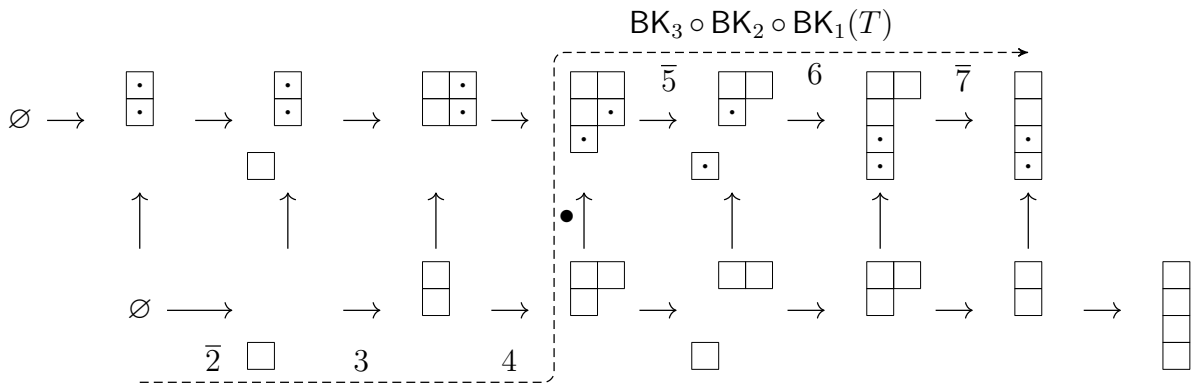 BK₃ ∘ BK₂ ∘ BK₁(T)
5̅ 6 7̅
∅
∅
2̅ 3 4